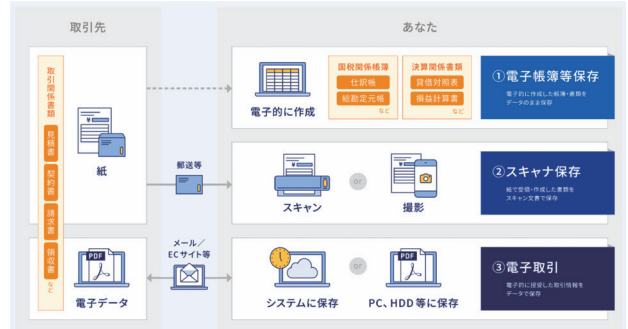 取引先
あなた
取引関係書類
見積書
契約書
請求書
領収書
など
紙
電子データ
PDF
郵送等
メール/
ECサイト等
電子的に作成
国税関係帳簿
仕訳帳
総勘定元帳
など
決算関係書類
貸借対照表
損益計算書
など
①電子帳簿等保存
電子的に作成した帳簿・書類を
データのまま保存
スキャン
or
撮影
②スキャナ保存
紙で受領・作成した書類を
スキャン文書で保存
システムに保存
or
PDF
PC、HDD等に保存
③電子取引
電子的に授受した取引情報を
データで保存